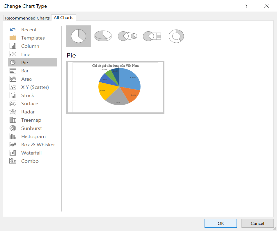 Change Chart Type
?
Recommended Charts
All Charts
Recent
Templates
Column
Line
Pie
Bar
Area
X Y (Scatter)
Stock
Surface
Radar
Treemap
Sunburst
Histogram
Box & Whisker
Waterfall
Combo
Pie
OK
Cancel